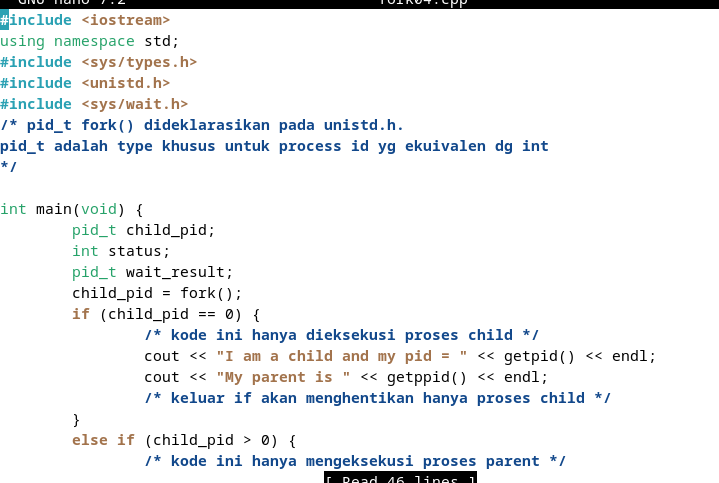 GNU nano 7.2 fork04.cpp
#include <iostream>
using namespace std;
#include <sys/types.h>
#include <unistd.h>
#include <sys/wait.h>
/* pid_t fork() dideklarasikan pada unistd.h.
pid_t adalah type khusus untuk process id yg ekuivalen dg int
*/
int main(void) {
pid_t child_pid;
int status;
pid_t wait_result;
child_pid = fork();
if (child_pid == 0) {
/* kode ini hanya dieksekusi proses child */
cout << "I am a child and my pid = " << getpid() << endl;
cout << "My parent is " << getppid() << endl;
/* keluar if akan menghentikan hanya proses child */
}
else if (child_pid > 0) {
/* kode ini hanya mengeksekusi proses parent */
[ Read 46 lines ]